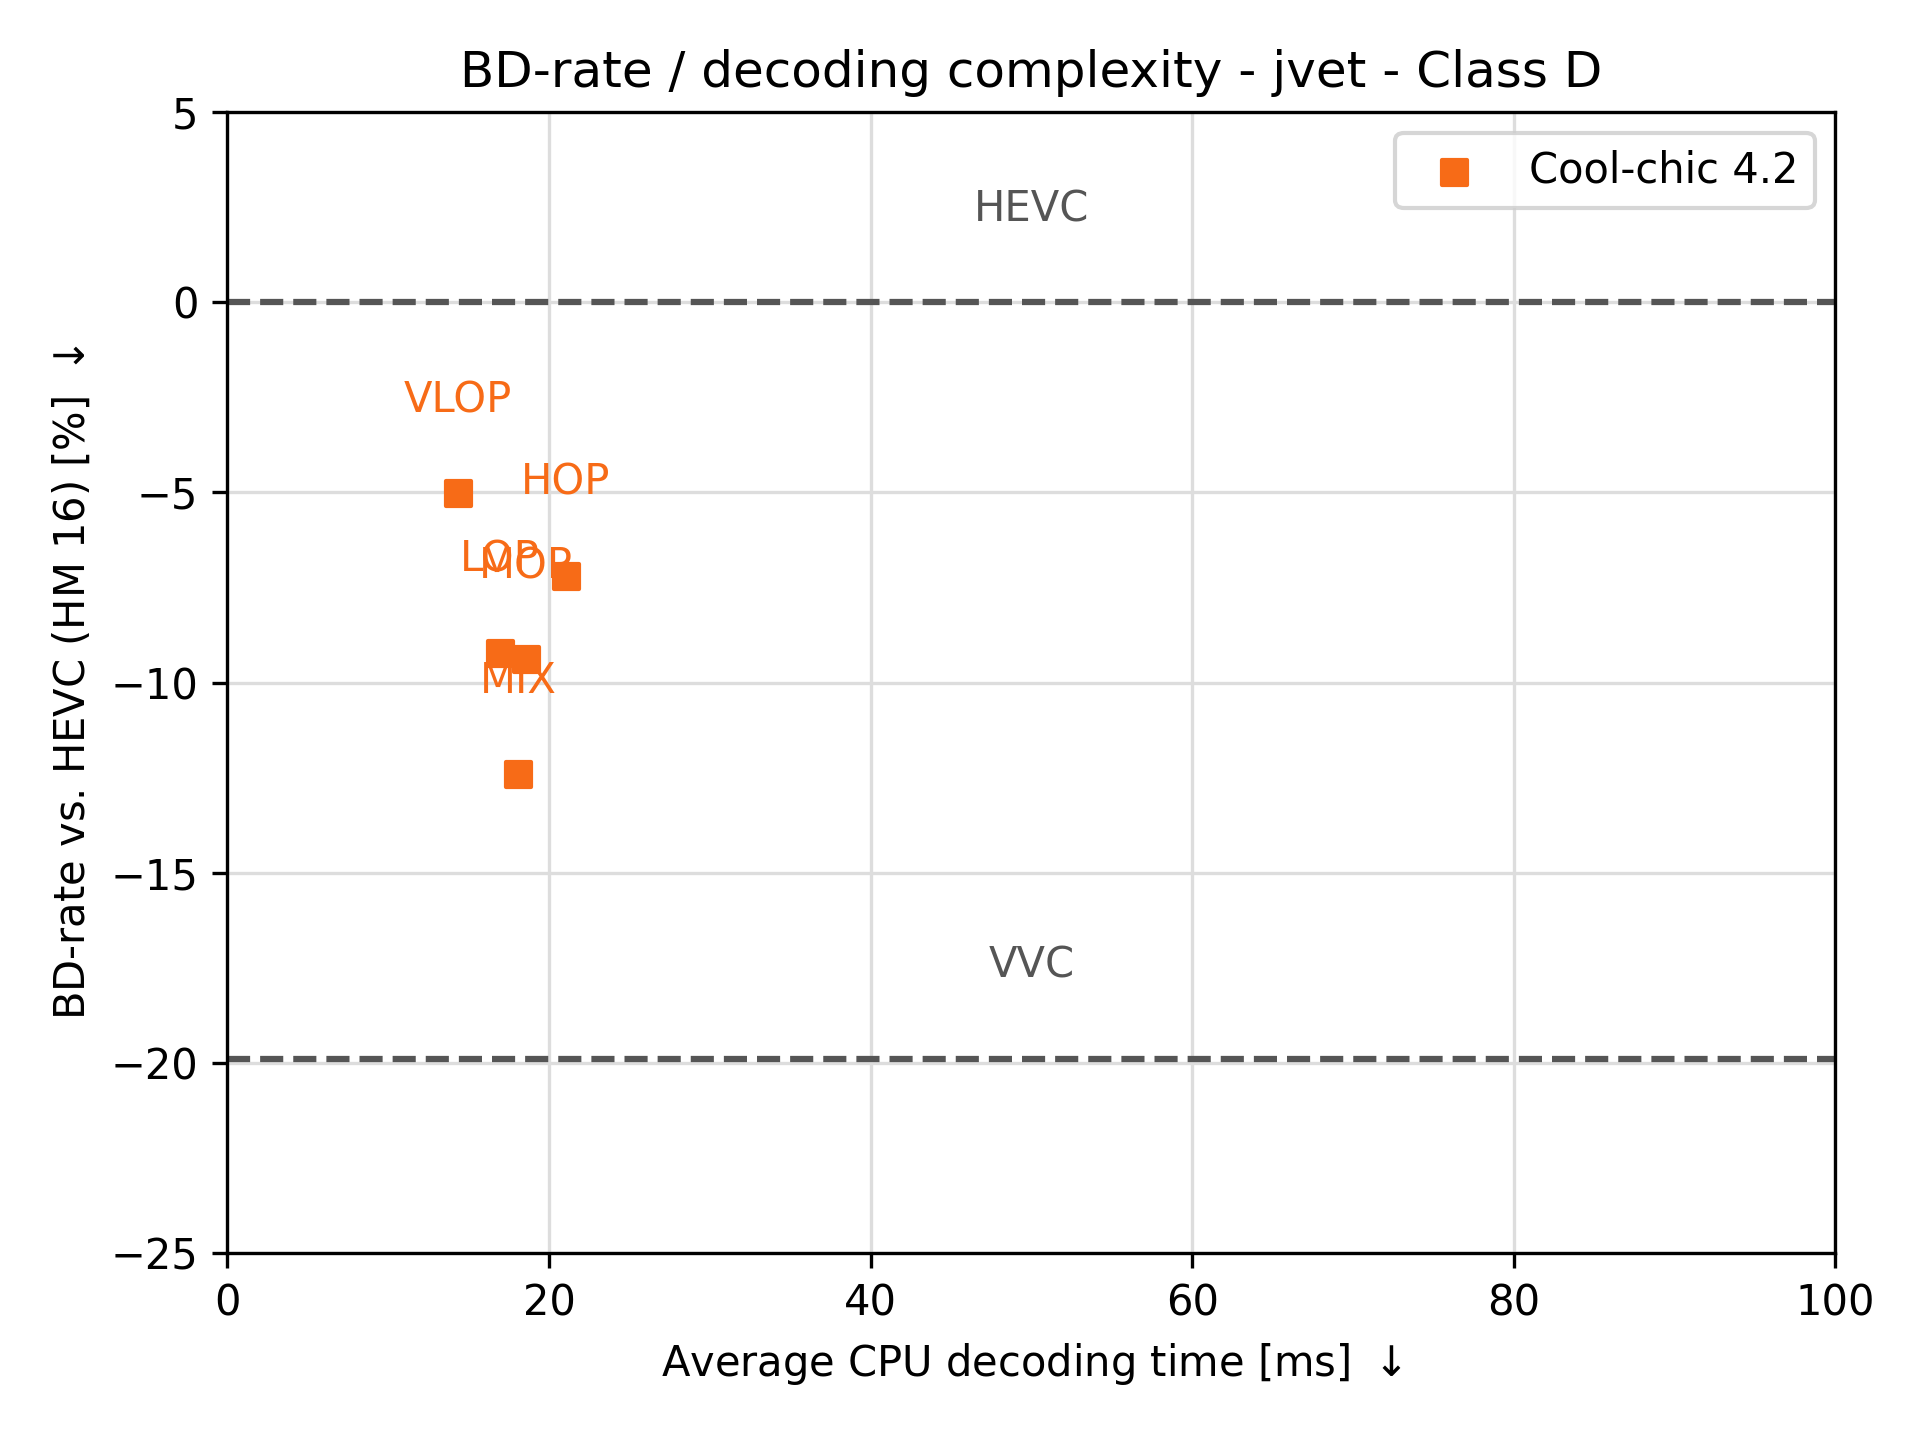 BD-rate / decoding complexity - jvet - Class D
Cool-chic 4.2
5
0
−5
−10
−15
−20
−25
BD-rate vs. HEVC (HM 16) [%] ↓
HEVC
VLOP
HOP
LOP
MOP
MIX
VVC
0 20 40 60 80 100
Average CPU decoding time [ms] ↓